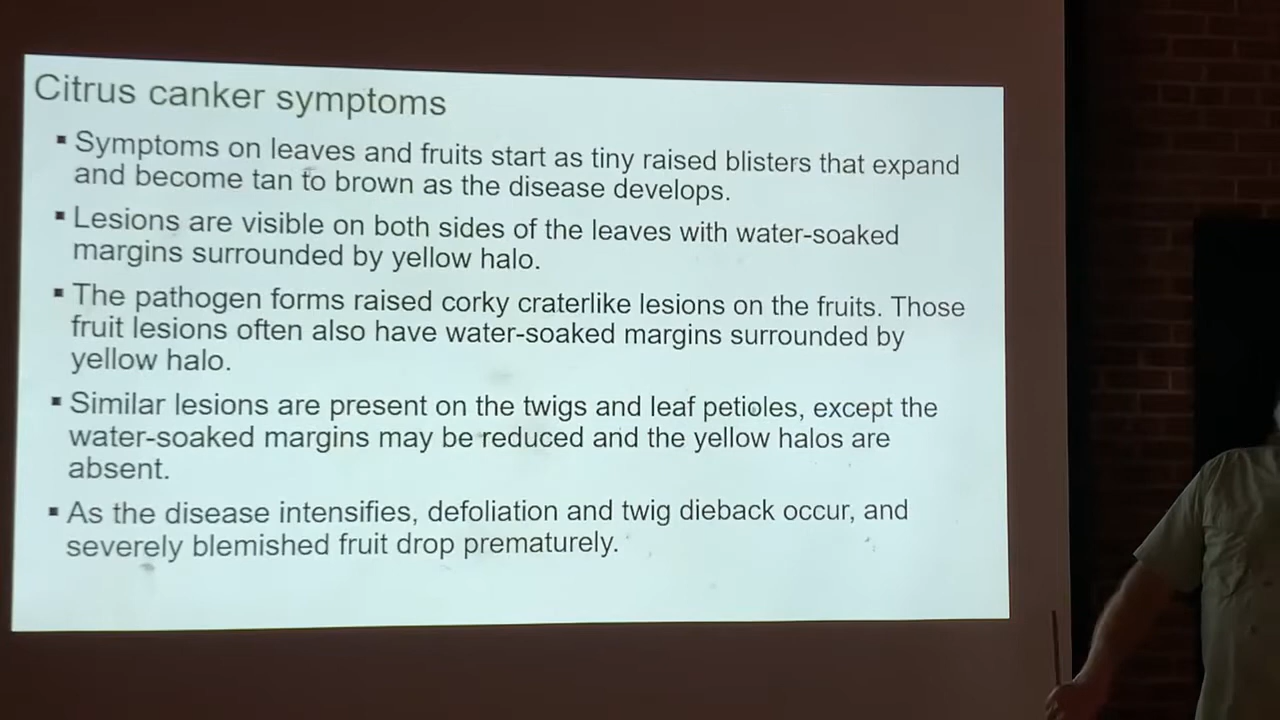 Citrus canker symptoms
▪ Symptoms on leaves and fruits start as tiny raised blisters that expand
and become tan to brown as the disease develops.
▪ Lesions are visible on both sides of the leaves with water-soaked
margins surrounded by yellow halo.
▪ The pathogen forms raised corky craterlike lesions on the fruits. Those
fruit lesions often also have water-soaked margins surrounded by
yellow halo.
▪ Similar lesions are present on the twigs and leaf petioles, except the
water-soaked margins may be reduced and the yellow halos are
absent.
▪ As the disease intensifies, defoliation and twig dieback occur, and
severely blemished fruit drop prematurely.